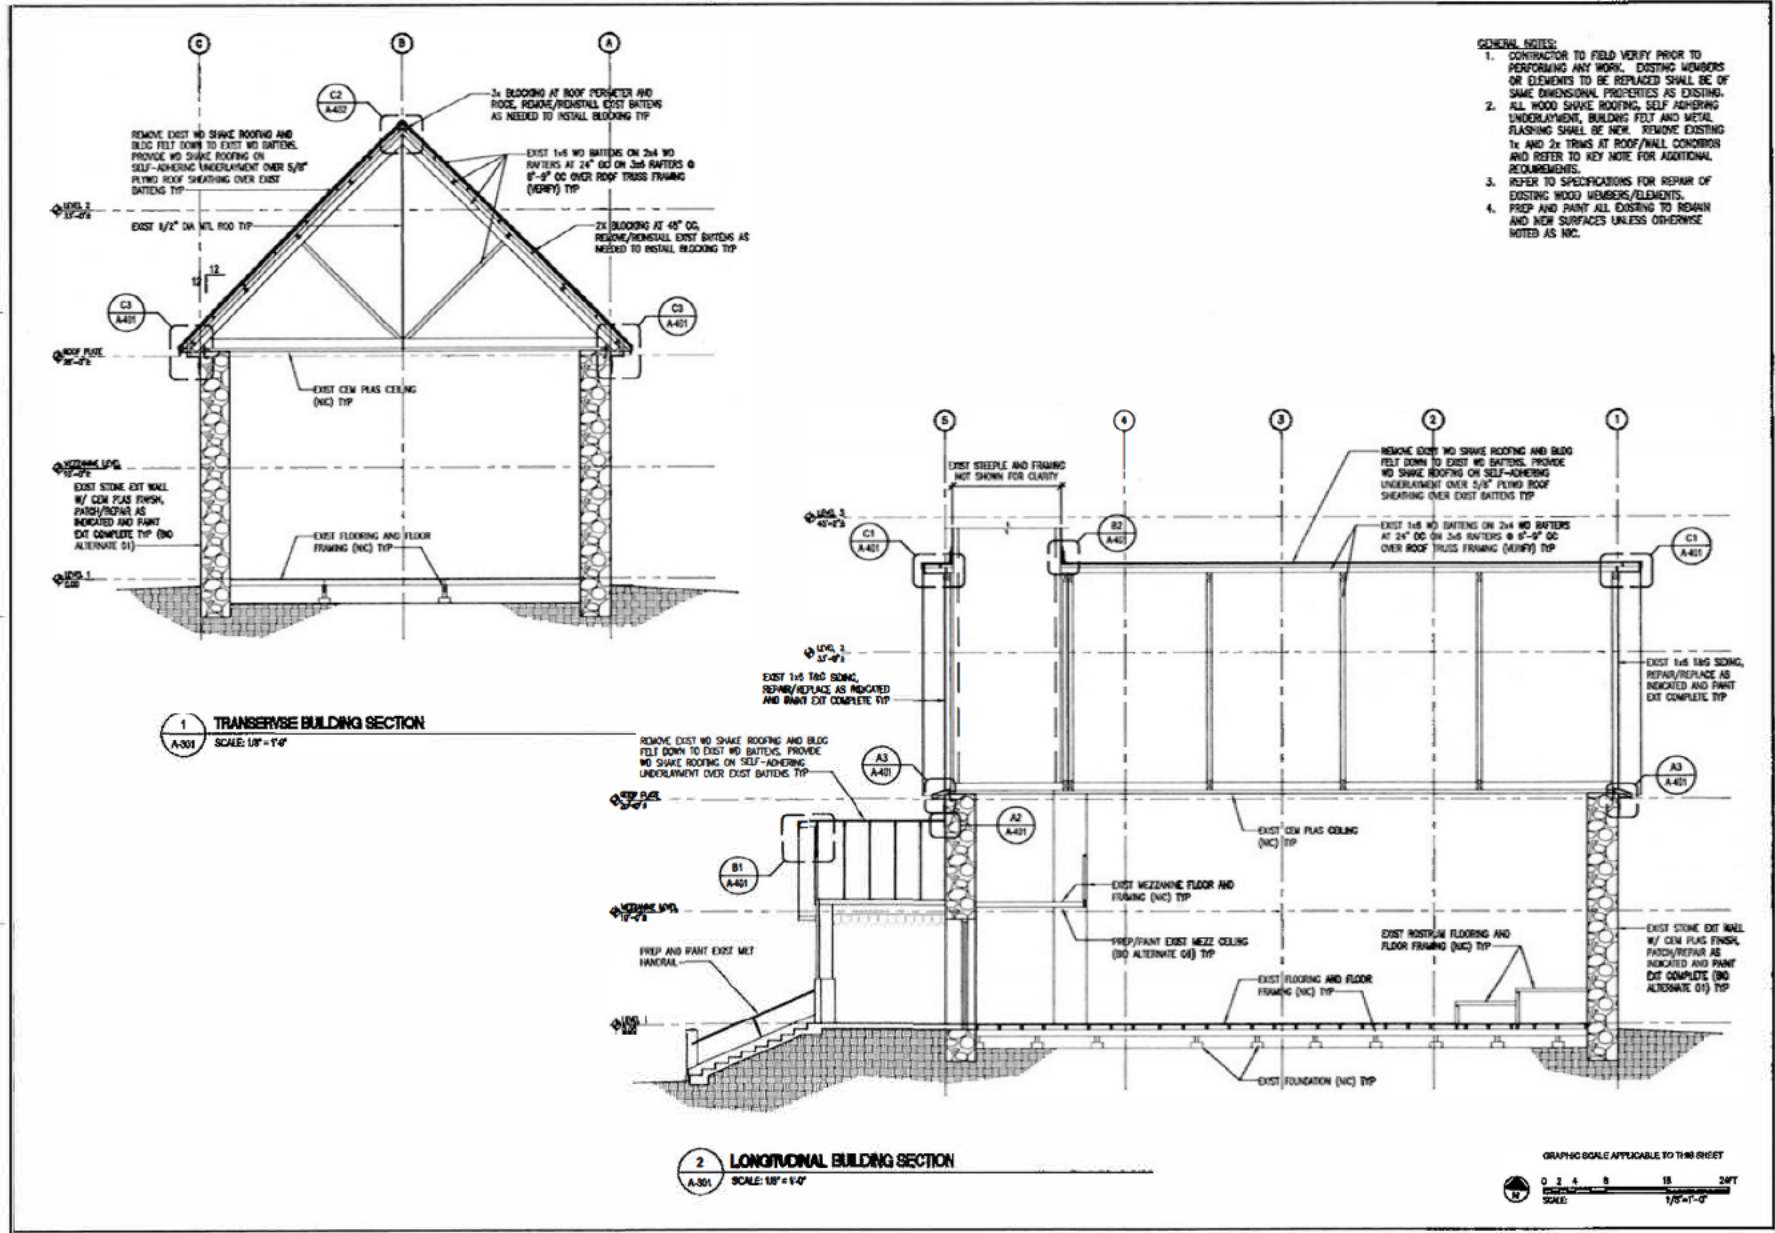 C
B
A
C2
A-402
3x BLOCKING AT ROOF PERIMETER AND
RIDGE, REMOVE/REINSTALL EXIST BATTENS
AS NEEDED TO INSTALL BLOCKING TYP
REMOVE EXIST WD SHAKE ROOFING AND
BLDG FELT DOWN TO EXIST WD BATTENS.
PROVIDE WD SHAKE ROOFING ON
SELF-ADHERING UNDERLAYMENT OVER 5/8"
PLYWD ROOF SHEATHING OVER EXIST
BATTENS TYP
EXIST 1x6 WD BATTENS ON 2x4 WD
RAFTERS AT 24" OC ON 3x6 RAFTERS @
OC OVER ROOF TRUSS FRAMING
(VERIFY) TYP
LEVEL 2
EXIST 1/2" DIA MTL ROD TYP
2X BLOCKING AT 48" OC,
REMOVE/REINSTALL EXIST BATTENS AS
NEEDED TO INSTALL BLOCKING TYP
12
12
C3
A-401
C3
A-401
ROOF PLATE
EXIST CEM PLAS CEILING
(NIC) TYP
MEZZANINE LEVEL
EXIST STONE EXT WALL
W/ CEM PLAS FINISH,
PATCH/REPAIR AS
INDICATED AND PAINT
EXT COMPLETE TYP (BID
ALTERNATE 01)
EXIST FLOORING AND FLOOR
FRAMING (NIC) TYP
LEVEL 1
0.00
1
A-301
TRANSERVSE BUILDING SECTION
SCALE: 1/8" = 1'-0"
GENERAL NOTES:
1. CONTRACTOR TO FIELD VERIFY PRIOR TO
PERFORMING ANY WORK. EXISTING MEMBERS
OR ELEMENTS TO BE REPLACED SHALL BE OF
SAME DIMENSIONAL PROPERTIES AS EXISTING.
2. ALL WOOD SHAKE ROOFING, SELF ADHERING
UNDERLAYMENT, BUILDING FELT AND METAL
FLASHING SHALL BE NEW. REMOVE EXISTING
1x AND 2x TRIMS AT ROOF/WALL CONDITION
AND REFER TO KEY NOTE FOR ADDITIONAL
REQUIREMENTS.
3. REFER TO SPECIFICATIONS FOR REPAIR OF
EXISTING WOOD MEMBERS/ELEMENTS.
4. PREP AND PAINT ALL EXISTING TO REMAIN
AND NEW SURFACES UNLESS OTHERWISE
NOTED AS NIC.
5
4
3
2
1
EXIST STEEPLE AND FRAMING
NOT SHOWN FOR CLARITY
REMOVE EXIST WD SHAKE ROOFING AND BLDG
FELT DOWN TO EXIST WD BATTENS. PROVIDE
WD SHAKE ROOFING ON SELF-ADHERING
UNDERLAYMENT OVER 5/8" PLYWD ROOF
SHEATHING OVER EXIST BATTENS TYP
LEVEL 3
C1
A-401
B2
A-401
EXIST 1x6 WD BATTENS ON 2x4 WD RAFTERS
AT 24" OC ON 3x6 RAFTERS @ OC
OVER ROOF TRUSS FRAMING (VERIFY) TYP
C1
A-401
LEVEL 2
EXIST 1x6 T&G SIDING,
REPAIR/REPLACE AS INDICATED
AND PAINT EXT COMPLETE TYP
EXIST 1x6 T&G SIDING,
REPAIR/REPLACE AS
INDICATED AND PAINT
EXT COMPLETE TYP
REMOVE EXIST WD SHAKE ROOFING AND BLDG
FELT DOWN TO EXIST WD BATTENS. PROVIDE
WD SHAKE ROOFING ON SELF-ADHERING
UNDERLAYMENT OVER EXIST BATTENS TYP
A3
A-401
A3
A-401
ROOF PLATE
A2
A-401
EXIST CEM PLAS CEILING
(NIC) TYP
B1
A-401
EXIST MEZZANINE FLOOR AND
FRAMING (NIC) TYP
MEZZANINE LEVEL
PREP/PAINT EXIST MEZZ CEILING
(BID ALTERNATE TYP
EXIST ROSTRUM FLOORING AND
FLOOR FRAMING (NIC) TYP
EXIST STONE EXT WALL
W/ CEM PLAS FINISH,
PATCH/REPAIR AS
INDICATED AND PAINT
EXT COMPLETE (BID
ALTERNATE 01) TYP
PREP AND PAINT EXIST MET
HANDRAIL
EXIST FLOORING AND FLOOR
FRAMING (NIC) TYP
LEVEL 1
EXIST FOUNDATION (NIC) TYP
2
A-301
LONGITUDINAL BUILDING SECTION
SCALE: 1/8" = 1'-0"
GRAPHIC SCALE APPLICABLE TO THIS SHEET
N
0 2 4 8 16 24FT
SCALE: 1/8"=1'-0"